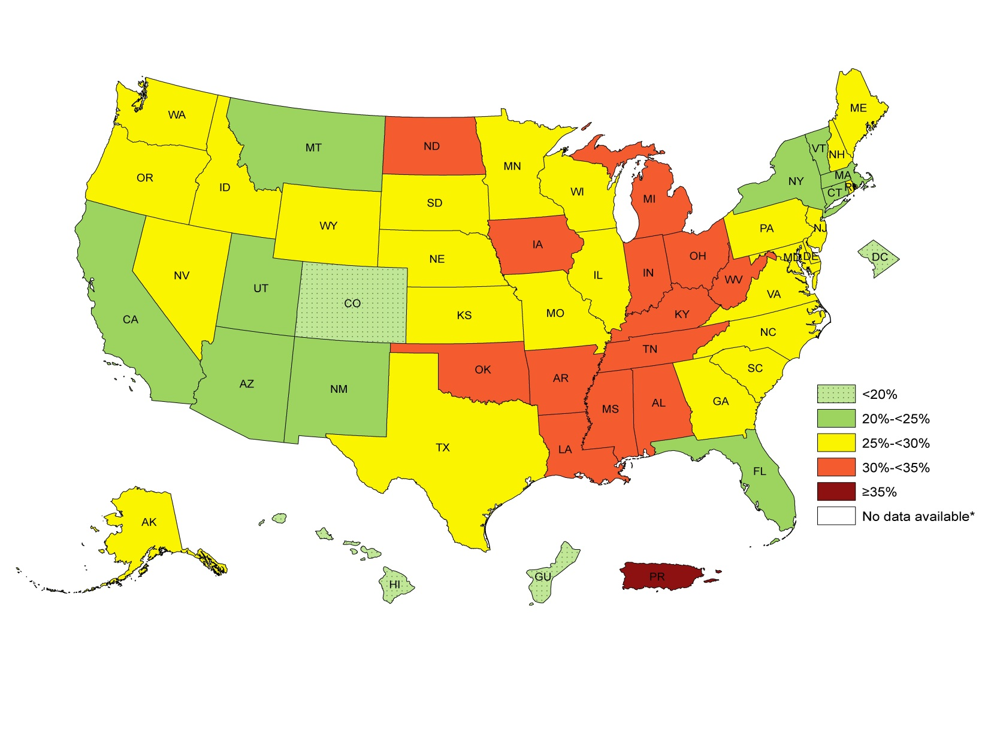 WA
MT
ND
MN
ME
VT
NH
OR
ID
WY
SD
WI
MI
NY
MA
CT
RI
NV
UT
CO
NE
IA
IL
IN
OH
PA
NJ
MD
DE
DC
WV
VA
CA
KS
MO
KY
NC
TN
AZ
NM
OK
AR
SC
MS
AL
GA
TX
LA
FL
AK
HI
GU
PR
<20%
20%-<25%
25%-<30%
30%-<35%
≥35%
No data available*